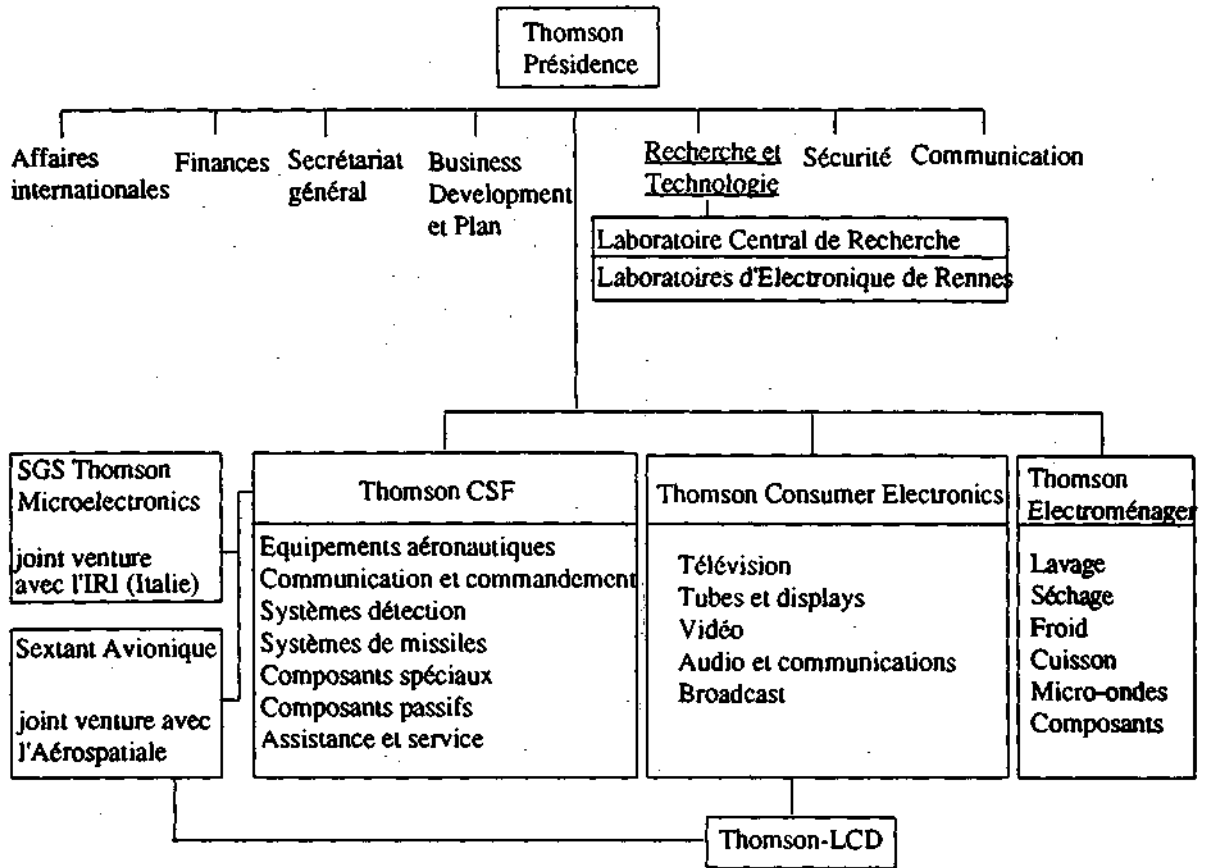 Thomson
Présidence
Affaires
internationales
Finances
Secrétariat
général
Business
Development
et Plan
Recherche et
Technologie
Sécurité
Communication
Laboratoire Central de Recherche
Laboratoires d'Electronique de Rennes
SGS Thomson
Microelectronics
joint venture
avec l'IRI (Italie)
Sextant Avionique
joint venture avec
l'Aérospatiale
Thomson CSF
Equipements aéronautiques
Communication et commandement
Systèmes détection
Systèmes de missiles
Composants spéciaux
Composants passifs
Assistance et service
Thomson Consumer Electronics
Télévision
Tubes et displays
Vidéo
Audio et communications
Broadcast
Thomson
Electroménager
Lavage
Séchage
Froid
Cuisson
Micro-ondes
Composants
Thomson-LCD